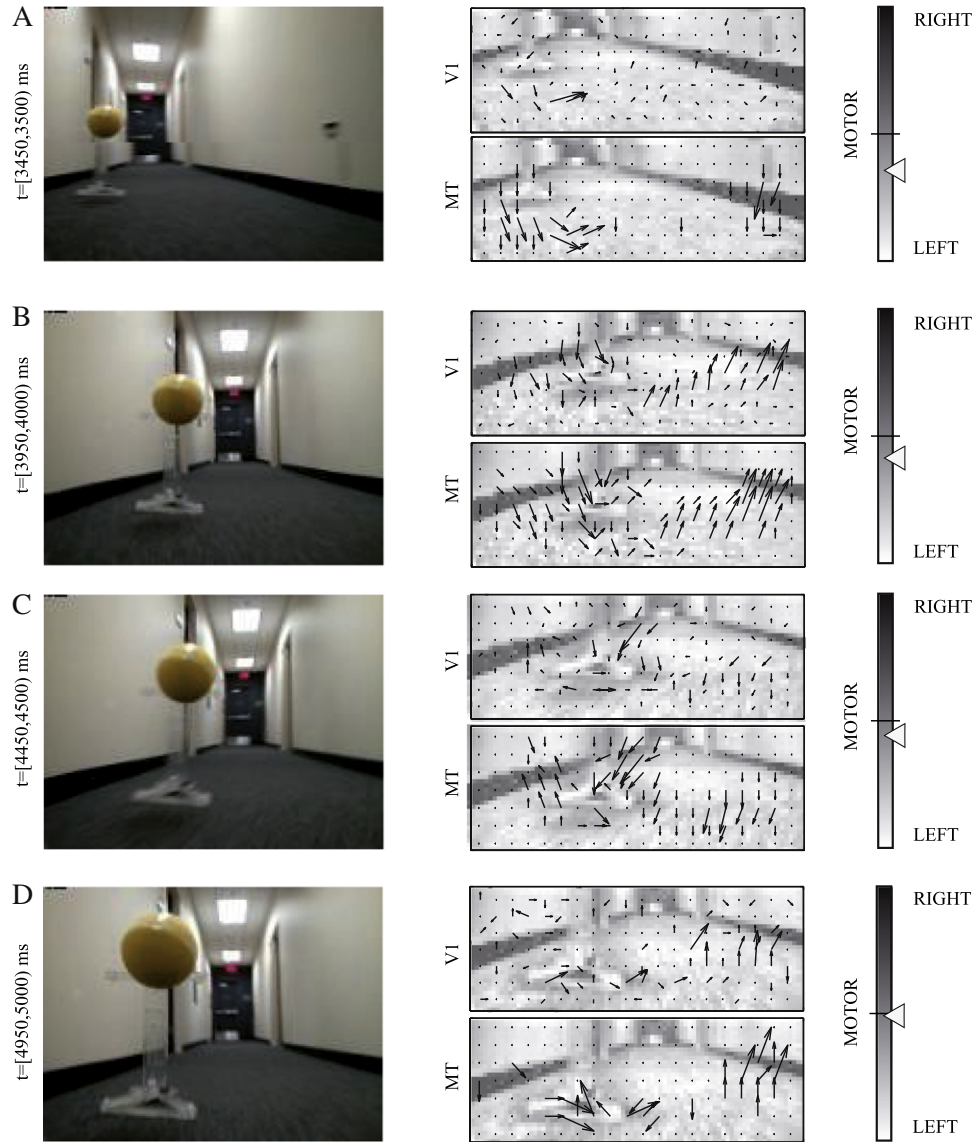 A
t=[3450,3500) ms
V1
MT
MOTOR
RIGHT
LEFT
B
t=[3950,4000) ms
V1
MT
MOTOR
RIGHT
LEFT
C
t=[4450,4500) ms
V1
MT
MOTOR
RIGHT
LEFT
D
t=[4950,5000) ms
V1
MT
MOTOR
RIGHT
LEFT